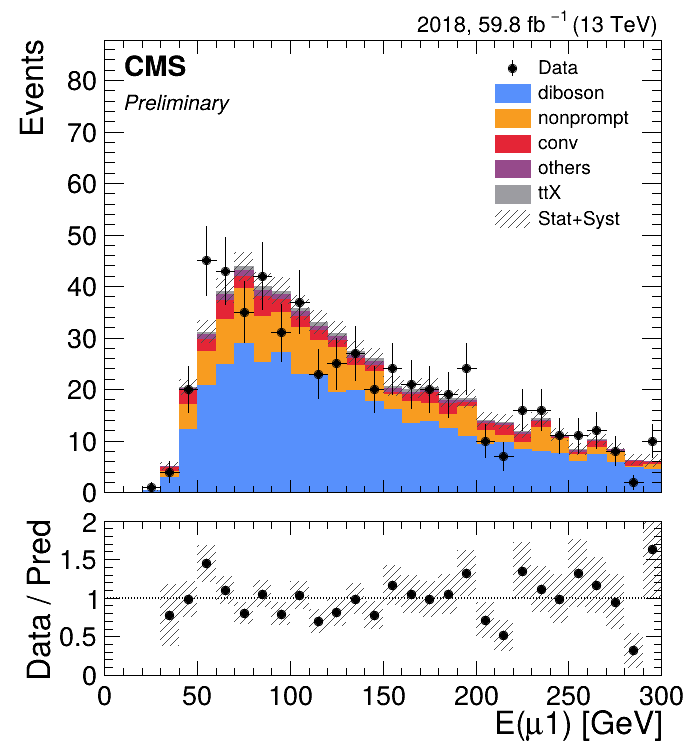 2018, 59.8 fb⁻¹ (13 TeV)
CMS
Preliminary
Events
80
70
60
50
40
30
20
10
0
Data
diboson
nonprompt
conv
others
ttX
Stat+Syst
Data / Pred
2
1.5
1
0.5
0
0 50 100 150 200 250 300
E(μ1) [GeV]